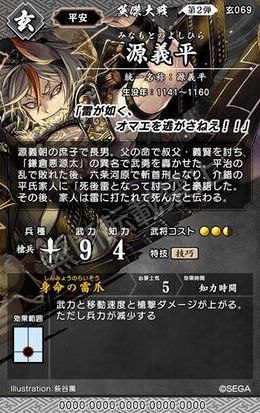 玄
平安
英傑大戦
第2弾
玄069
みなもとのよしひら
源義平
統一名称：源義平
生没年：1141～1160
「雷が如く、
オマエを逃がさねえ！！」
源義朝の庶子で長男。父の命で叔父・義賢を討ち、
「鎌倉悪源太」の異名で武勇を轟かせた。平治の
乱で敗れた後、六条河原で斬首刑となり、介錯の
平氏家人に「死後雷となって討つ」と豪語した。
その後、家人は雷に打たれて死んだと伝わる。
兵種 武力 知力 武将コスト
槍兵 9 4 特技 技巧
しんみょうのらいそう 必要士気 効果時間
身命の雷爪 5 知力時間
効果範囲
武力と移動速度と槍撃ダメージが上がる。
ただし兵力が減少する
Illustration:萩谷薫 ©SEGA
0000-0000-0000-0000-0000